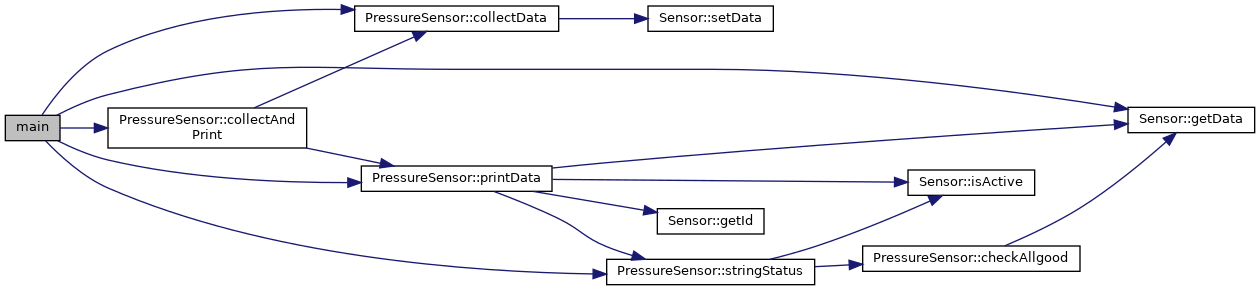 main
PressureSensor::collectData
Sensor::setData
PressureSensor::collectAnd
Print
Sensor::getData
PressureSensor::printData
Sensor::isActive
Sensor::getId
PressureSensor::stringStatus
PressureSensor::checkAllgood